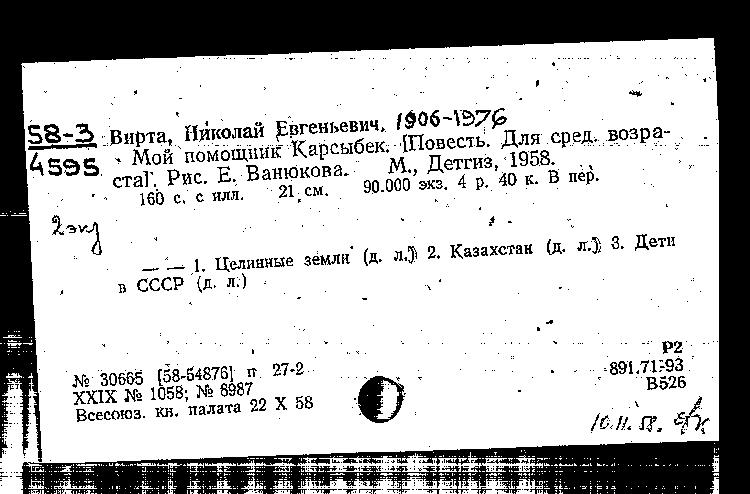 58-3 Вирта, Николай Евгеньевич, 1906-1976
4595 Мой помощник Карсыбек. [Повесть. Для сред. возра-
ста]. Рис. Е. Ванюкова. М., Детгиз, 1958.
160 с. с илл. 21 см. 90.000 экз. 4 р. 40 к. В пер.
2 экз
— — 1. Целинные земли (д. л.) 2. Казахстан (д. л.) 3. Дети
в СССР (д. л.)
Р2
№ 30665 [58-54876] п 27-2 891.71-93
XXIX № 1058; № 8987 В526
Всесоюз. кн. палата 22 X 58
10.11.58.